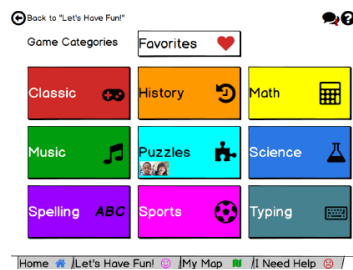 Back to "Let's Have Fun!"
?
Game Categories
Favorites
Classic
History
Math
Music
Puzzles
Science
Spelling ABC
Sports
Typing
Home
Let's Have Fun!
My Map
I Need Help